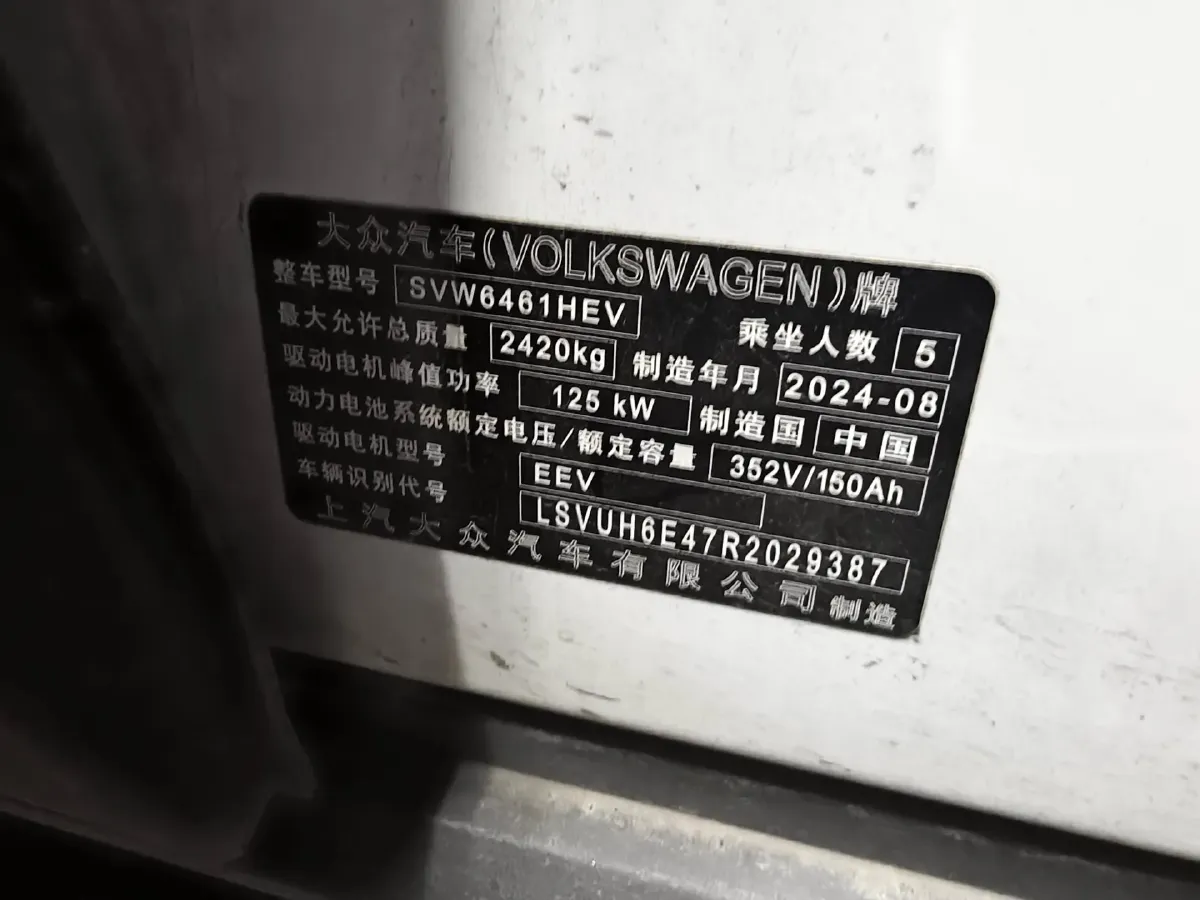 大众汽车(VOLKSWAGEN)牌
整车型号 SVW6461HEV 乘坐人数 5
最大允许总质量 2420kg 制造年月 2024-08
驱动电机峰值功率 125 kW 制造国 中国
动力电池系统额定电压/额定容量 352V/150Ah
驱动电机型号 EEV
车辆识别代号 LSVUH6E47R2029387
上汽大众汽车有限公司制造